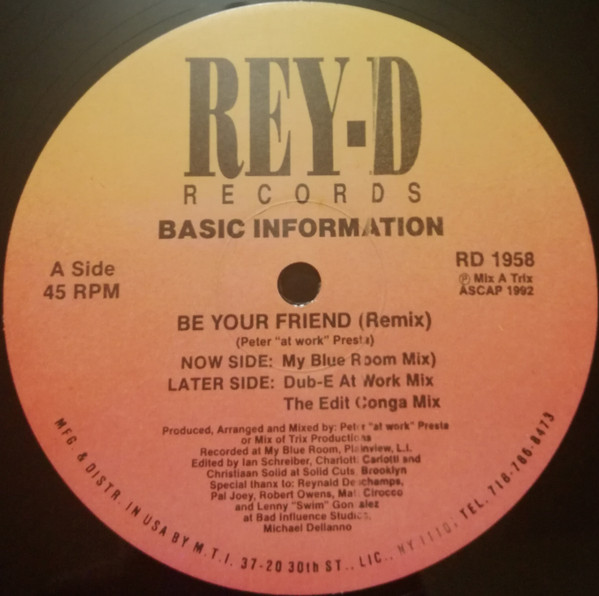 REY-D
RECORDS
BASIC INFORMATION
A Side
45 RPM
RD 1958
℗ Mix A Trix
ASCAP 1992
BE YOUR FRIEND (Remix)
(Peter "at work" Presta)
NOW SIDE: My Blue Room Mix)
LATER SIDE: Dub-E At Work Mix
The Edit Conga Mix
Produced, Arranged and Mixed by: Peter "at work" Presta
or Mix of Trix Productions
Recorded at My Blue Room, Plainview, L.I.
Edited by Ian Schreiber, Charlott Carlotti and
Christiaan Solid at Solid Cuts, Brooklyn
Special thanx to: Reynald Deschamps,
Pal Joey, Robert Owens, Matt Cirocco
and Lenny "Swim" Gonzalez
at Bad Influence Studios,
Michael Dellanno
MFG. & DISTR. IN USA BY M.T.I. 37-20 30th ST., LIC., NY 1110, TEL. 718-786-8473